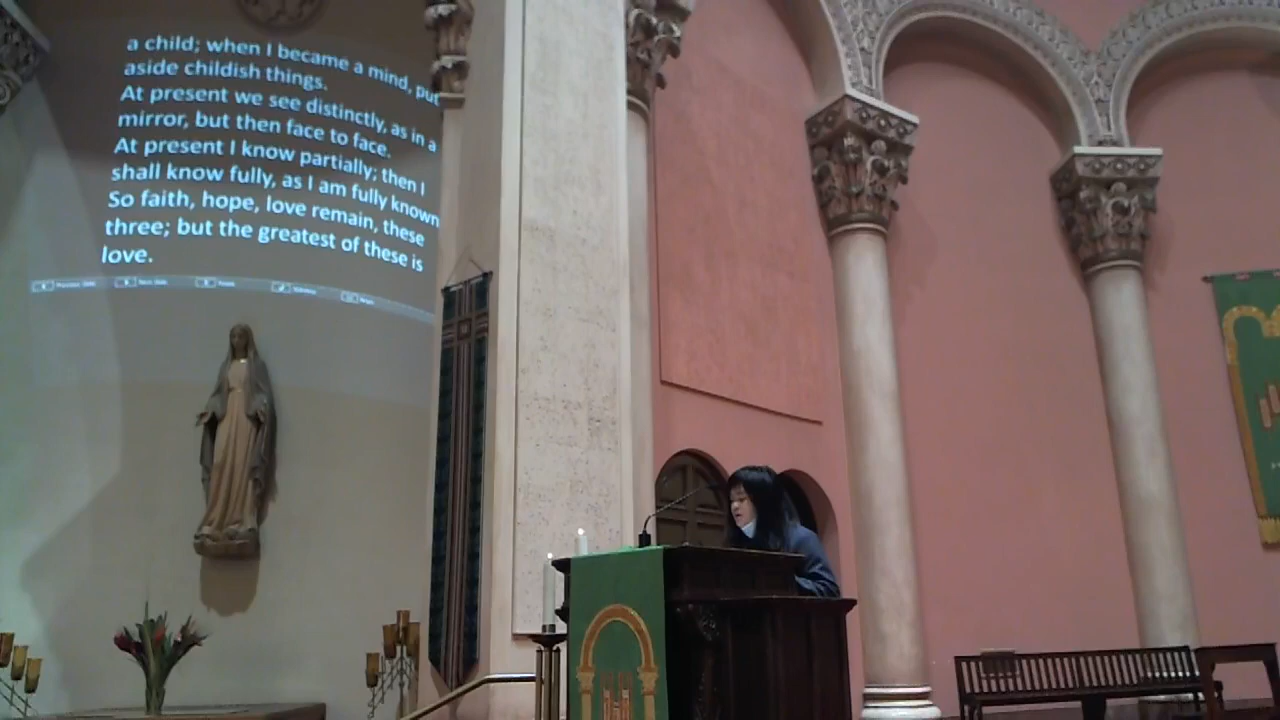 a child; when I became a mind, put
aside childish things.
At present we see distinctly, as in a
mirror, but then face to face.
At present I know partially; then I
shall know fully, as I am fully known
So faith, hope, love remain, these
three; but the greatest of these is
love.